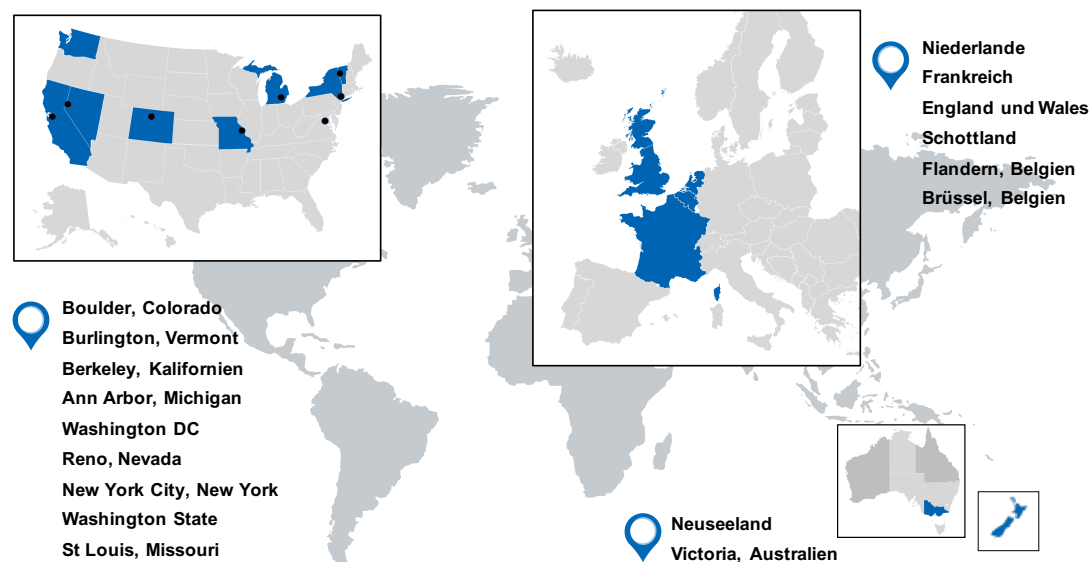 Niederlande
Frankreich
England und Wales
Schottland
Flandern, Belgien
Brüssel, Belgien
Boulder, Colorado
Burlington, Vermont
Berkeley, Kalifornien
Ann Arbor, Michigan
Washington DC
Reno, Nevada
New York City, New York
Washington State
St Louis, Missouri
Neuseeland
Victoria, Australien